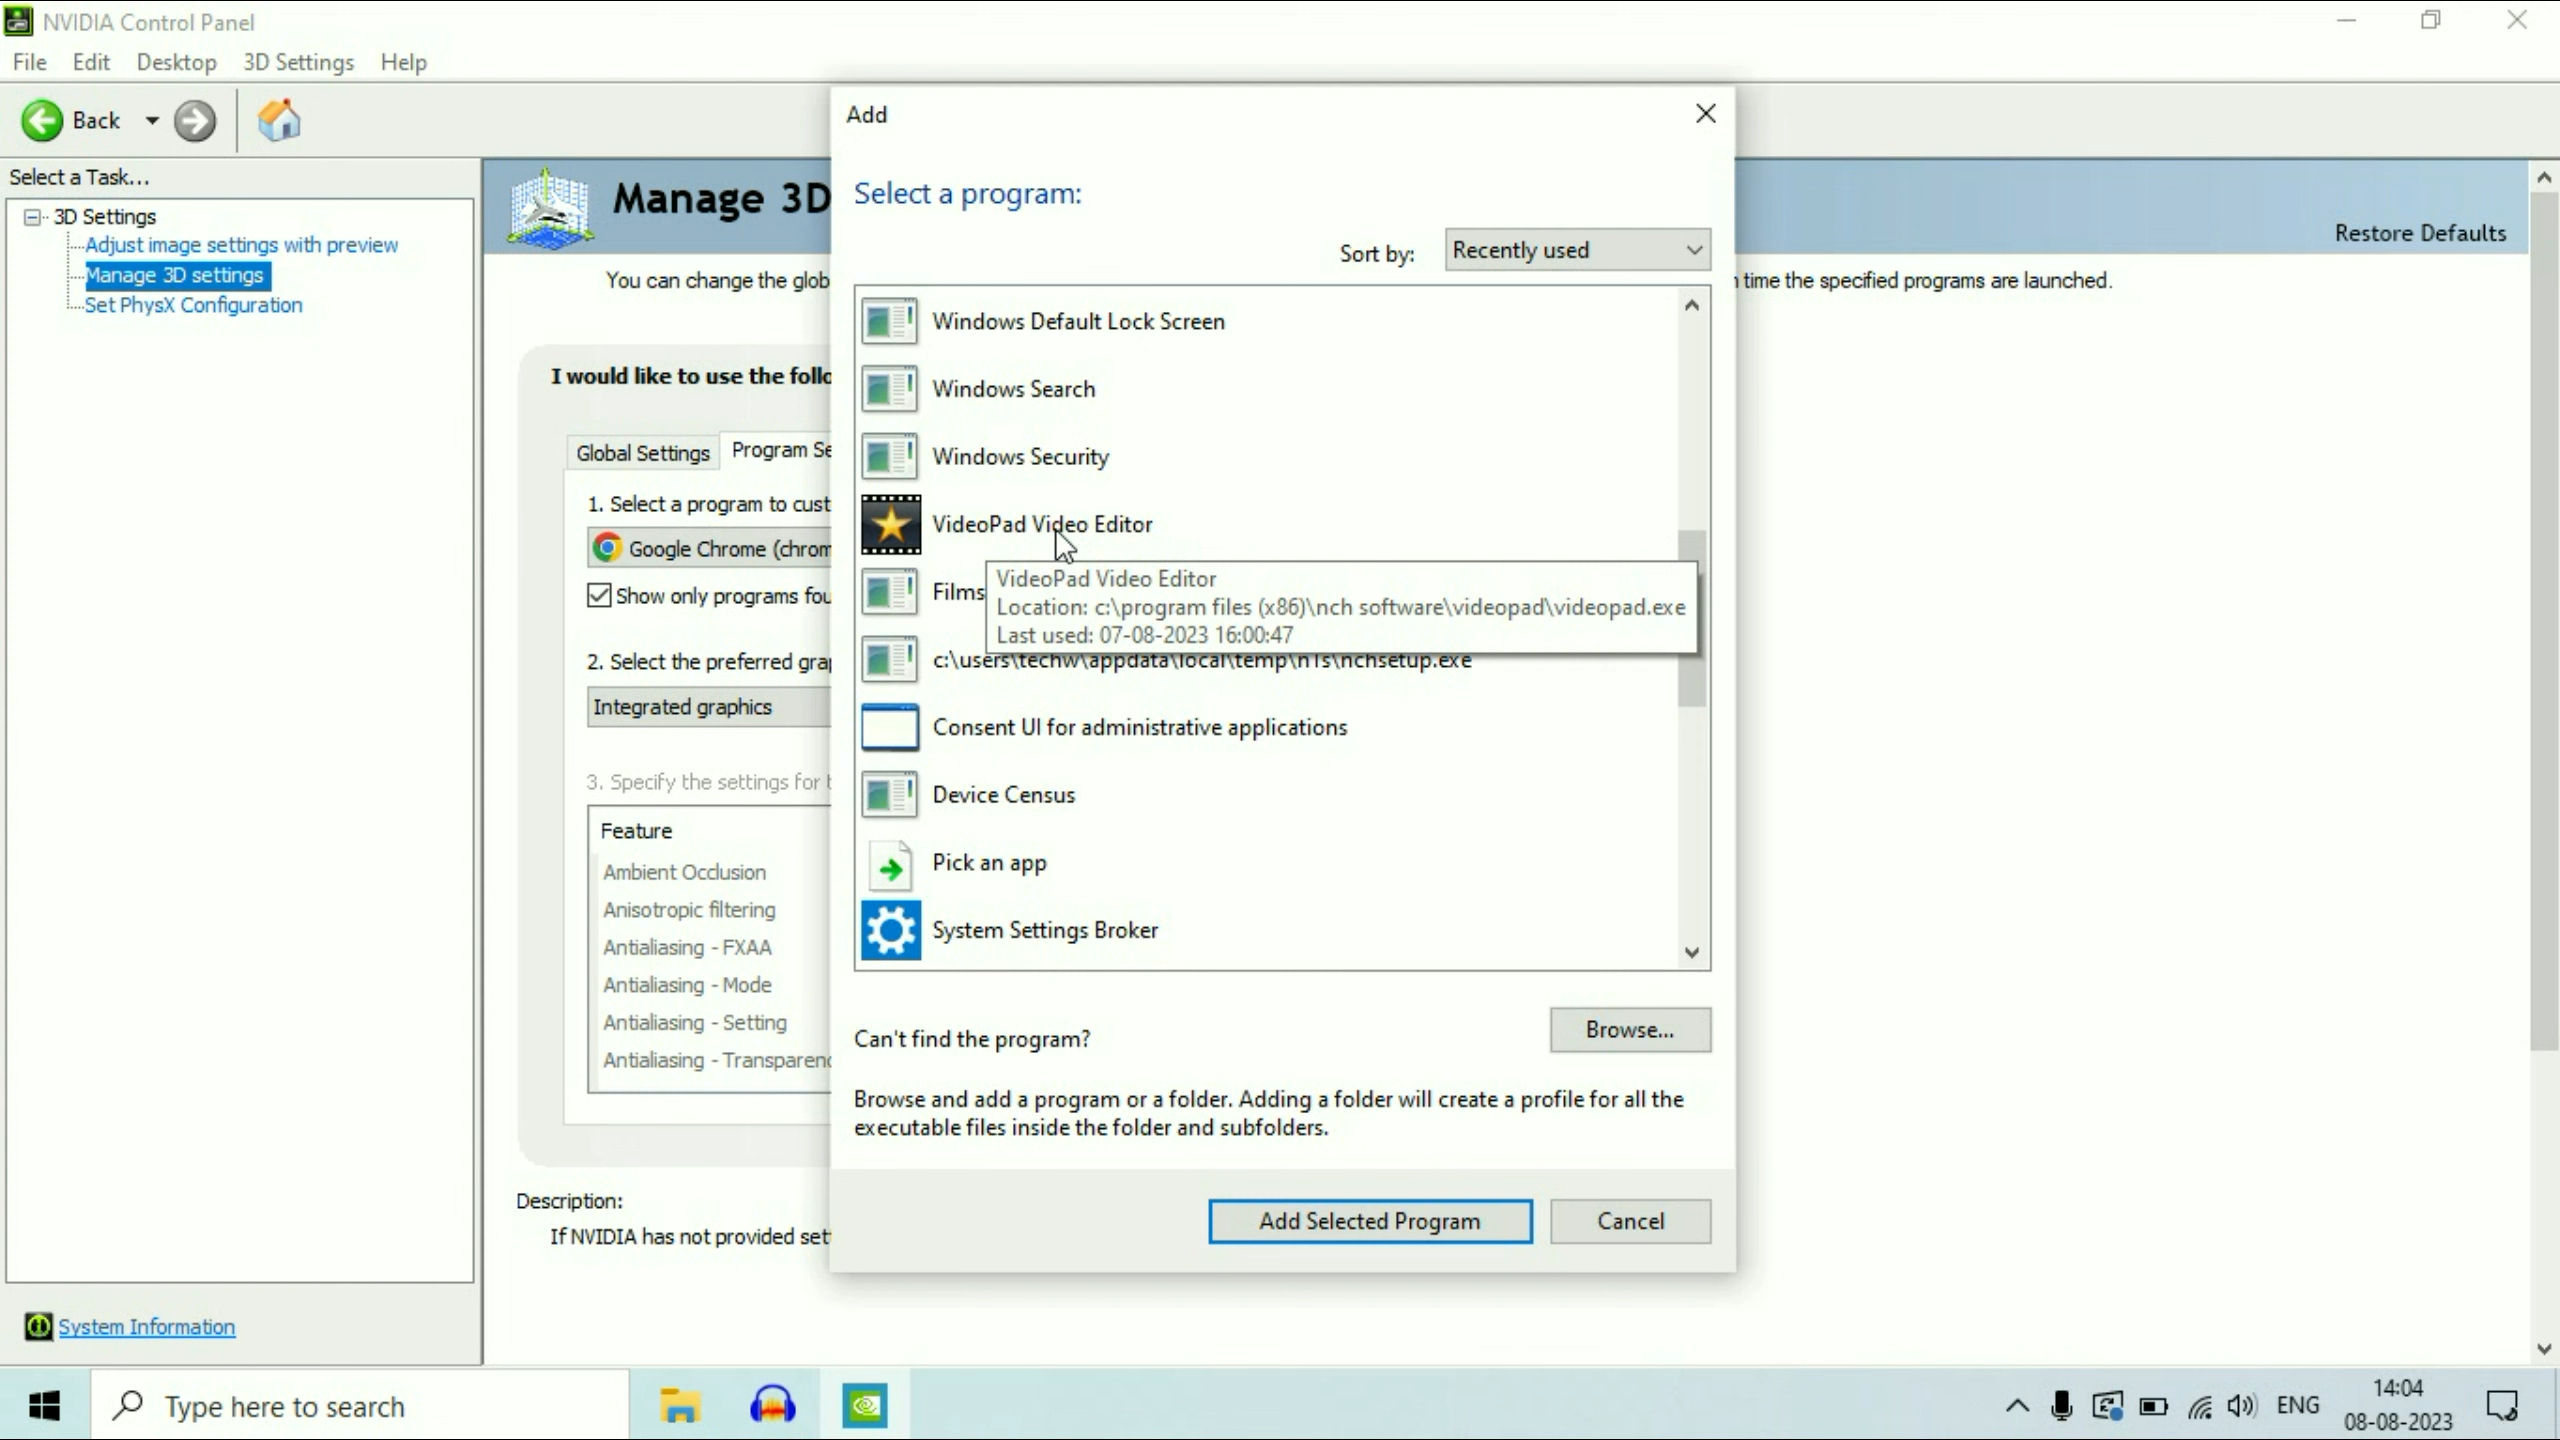 NVIDIA Control Panel
File Edit Desktop 3D Settings Help
Back
Select a Task...
3D Settings
Adjust image settings with preview
Manage 3D settings
Set PhysX Configuration
System Information
Manage 3D
Restore Defaults
You can change the glob
time the specified programs are launched.
I would like to use the follo
Global Settings
Program Se
1. Select a program to cust
Google Chrome (chrom
Show only programs fou
2. Select the preferred gra
Integrated graphics
3. Specify the settings for
Feature
Ambient Occlusion
Anisotropic filtering
Antialiasing - FXAA
Antialiasing - Mode
Antialiasing - Setting
Antialiasing - Transparenc
Description:
If NVIDIA has not provided set
Add
Select a program:
Sort by: Recently used
Windows Default Lock Screen
Windows Search
Windows Security
VideoPad Video Editor
Films
VideoPad Video Editor
Location: c:\program files (x86)\nch software\videopad\videopad.exe
Last used: 07-08-2023 16:00:47
c:\users\techw\appdata\local\temp\n1s\nchsetup.exe
Consent UI for administrative applications
Device Census
Pick an app
System Settings Broker
Can't find the program?
Browse...
Browse and add a program or a folder. Adding a folder will create a profile for all the
executable files inside the folder and subfolders.
Add Selected Program
Cancel
Type here to search
ENG
14:04
08-08-2023